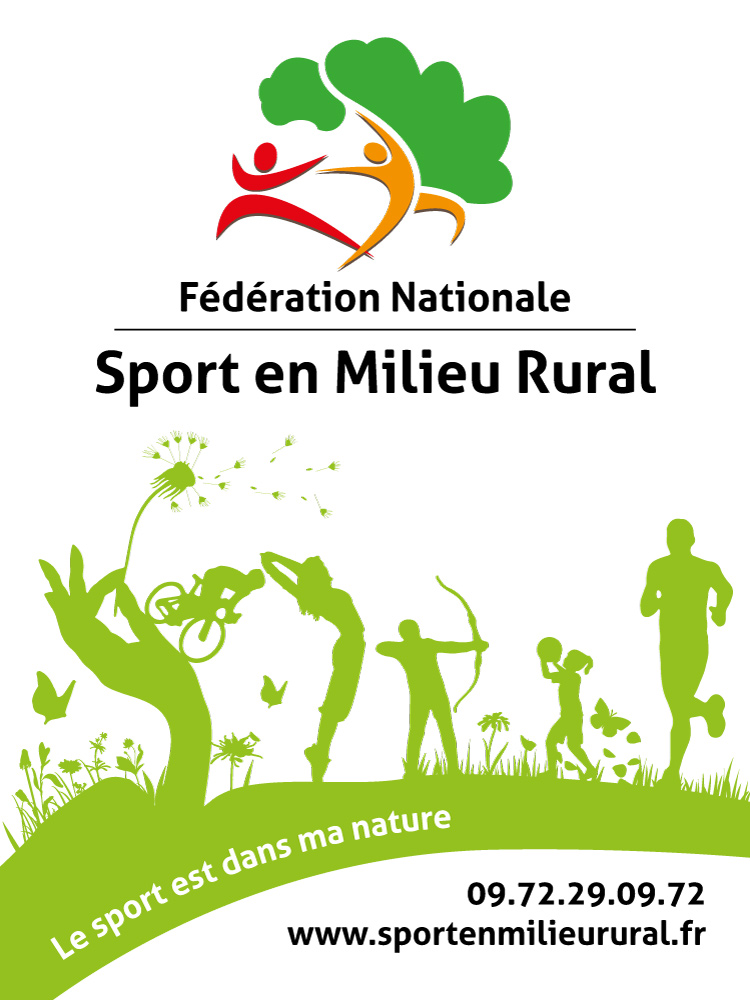 Fédération Nationale
Sport en Milieu Rural
Le sport est dans ma nature
09.72.29.09.72
www.sportenmilieurural.fr